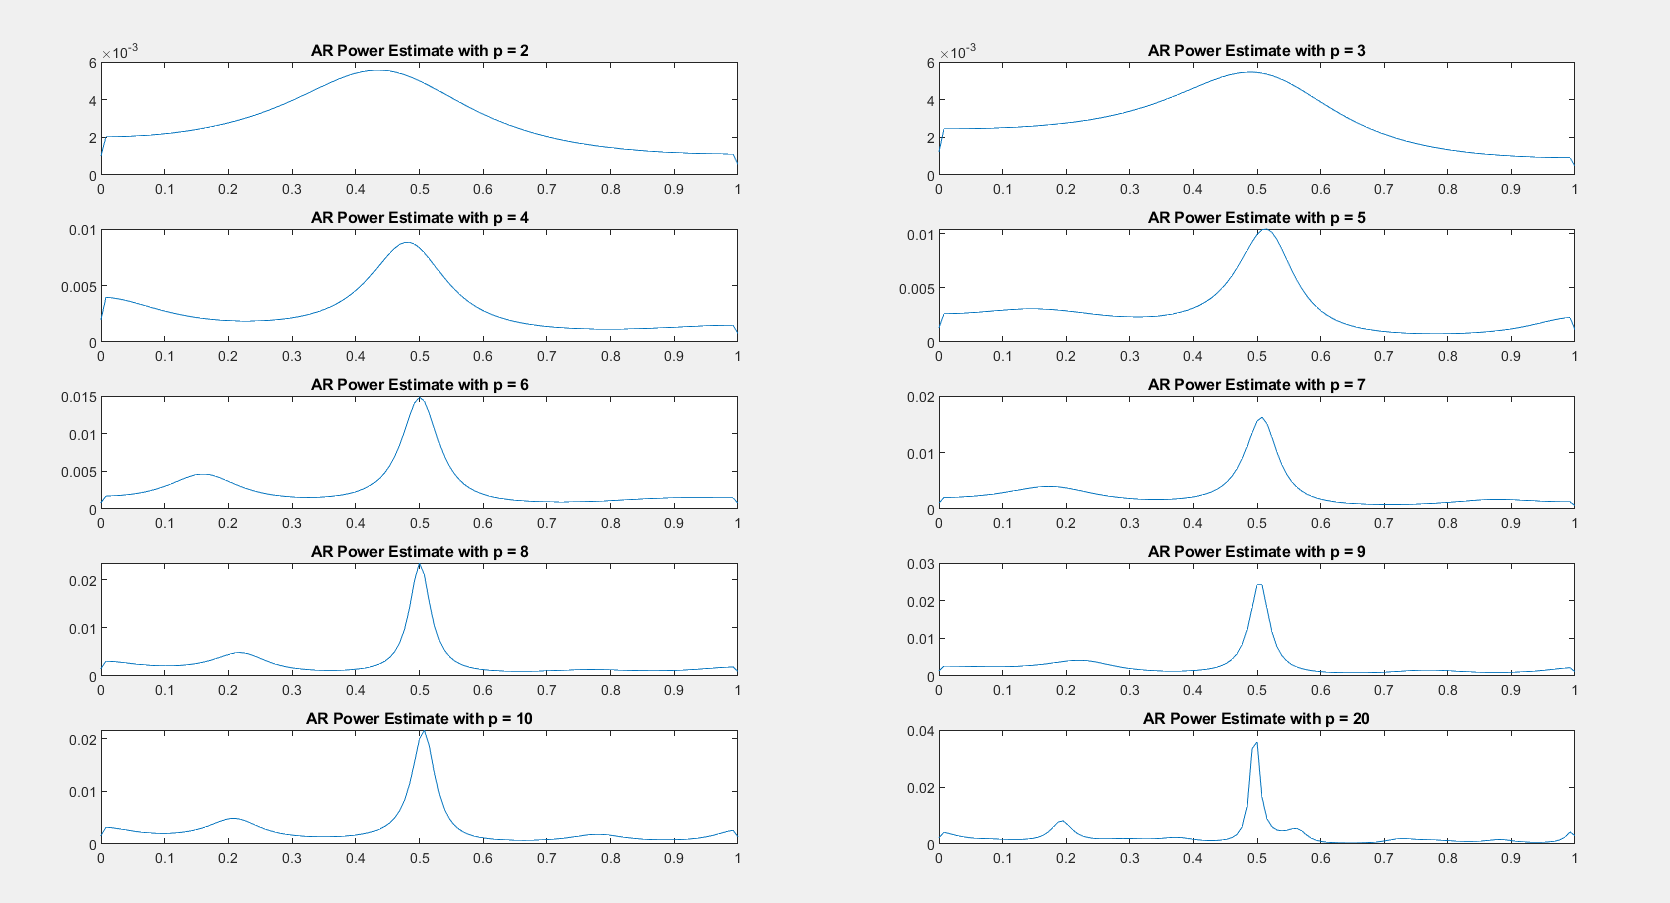 AR Power Estimate with p = 2
×10-3
6
4
2
0
0 0.1 0.2 0.3 0.4 0.5 0.6 0.7 0.8 0.9 1
AR Power Estimate with p = 3
×10-3
6
4
2
0
0 0.1 0.2 0.3 0.4 0.5 0.6 0.7 0.8 0.9 1
AR Power Estimate with p = 4
0.01
0.005
0
0 0.1 0.2 0.3 0.4 0.5 0.6 0.7 0.8 0.9 1
AR Power Estimate with p = 5
0.01
0.005
0
0 0.1 0.2 0.3 0.4 0.5 0.6 0.7 0.8 0.9 1
AR Power Estimate with p = 6
0.015
0.01
0.005
0
0 0.1 0.2 0.3 0.4 0.5 0.6 0.7 0.8 0.9 1
AR Power Estimate with p = 7
0.02
0.01
0
0 0.1 0.2 0.3 0.4 0.5 0.6 0.7 0.8 0.9 1
AR Power Estimate with p = 8
0.02
0.01
0
0 0.1 0.2 0.3 0.4 0.5 0.6 0.7 0.8 0.9 1
AR Power Estimate with p = 9
0.03
0.02
0.01
0
0 0.1 0.2 0.3 0.4 0.5 0.6 0.7 0.8 0.9 1
AR Power Estimate with p = 10
0.02
0.01
0
0 0.1 0.2 0.3 0.4 0.5 0.6 0.7 0.8 0.9 1
AR Power Estimate with p = 20
0.04
0.02
0
0 0.1 0.2 0.3 0.4 0.5 0.6 0.7 0.8 0.9 1